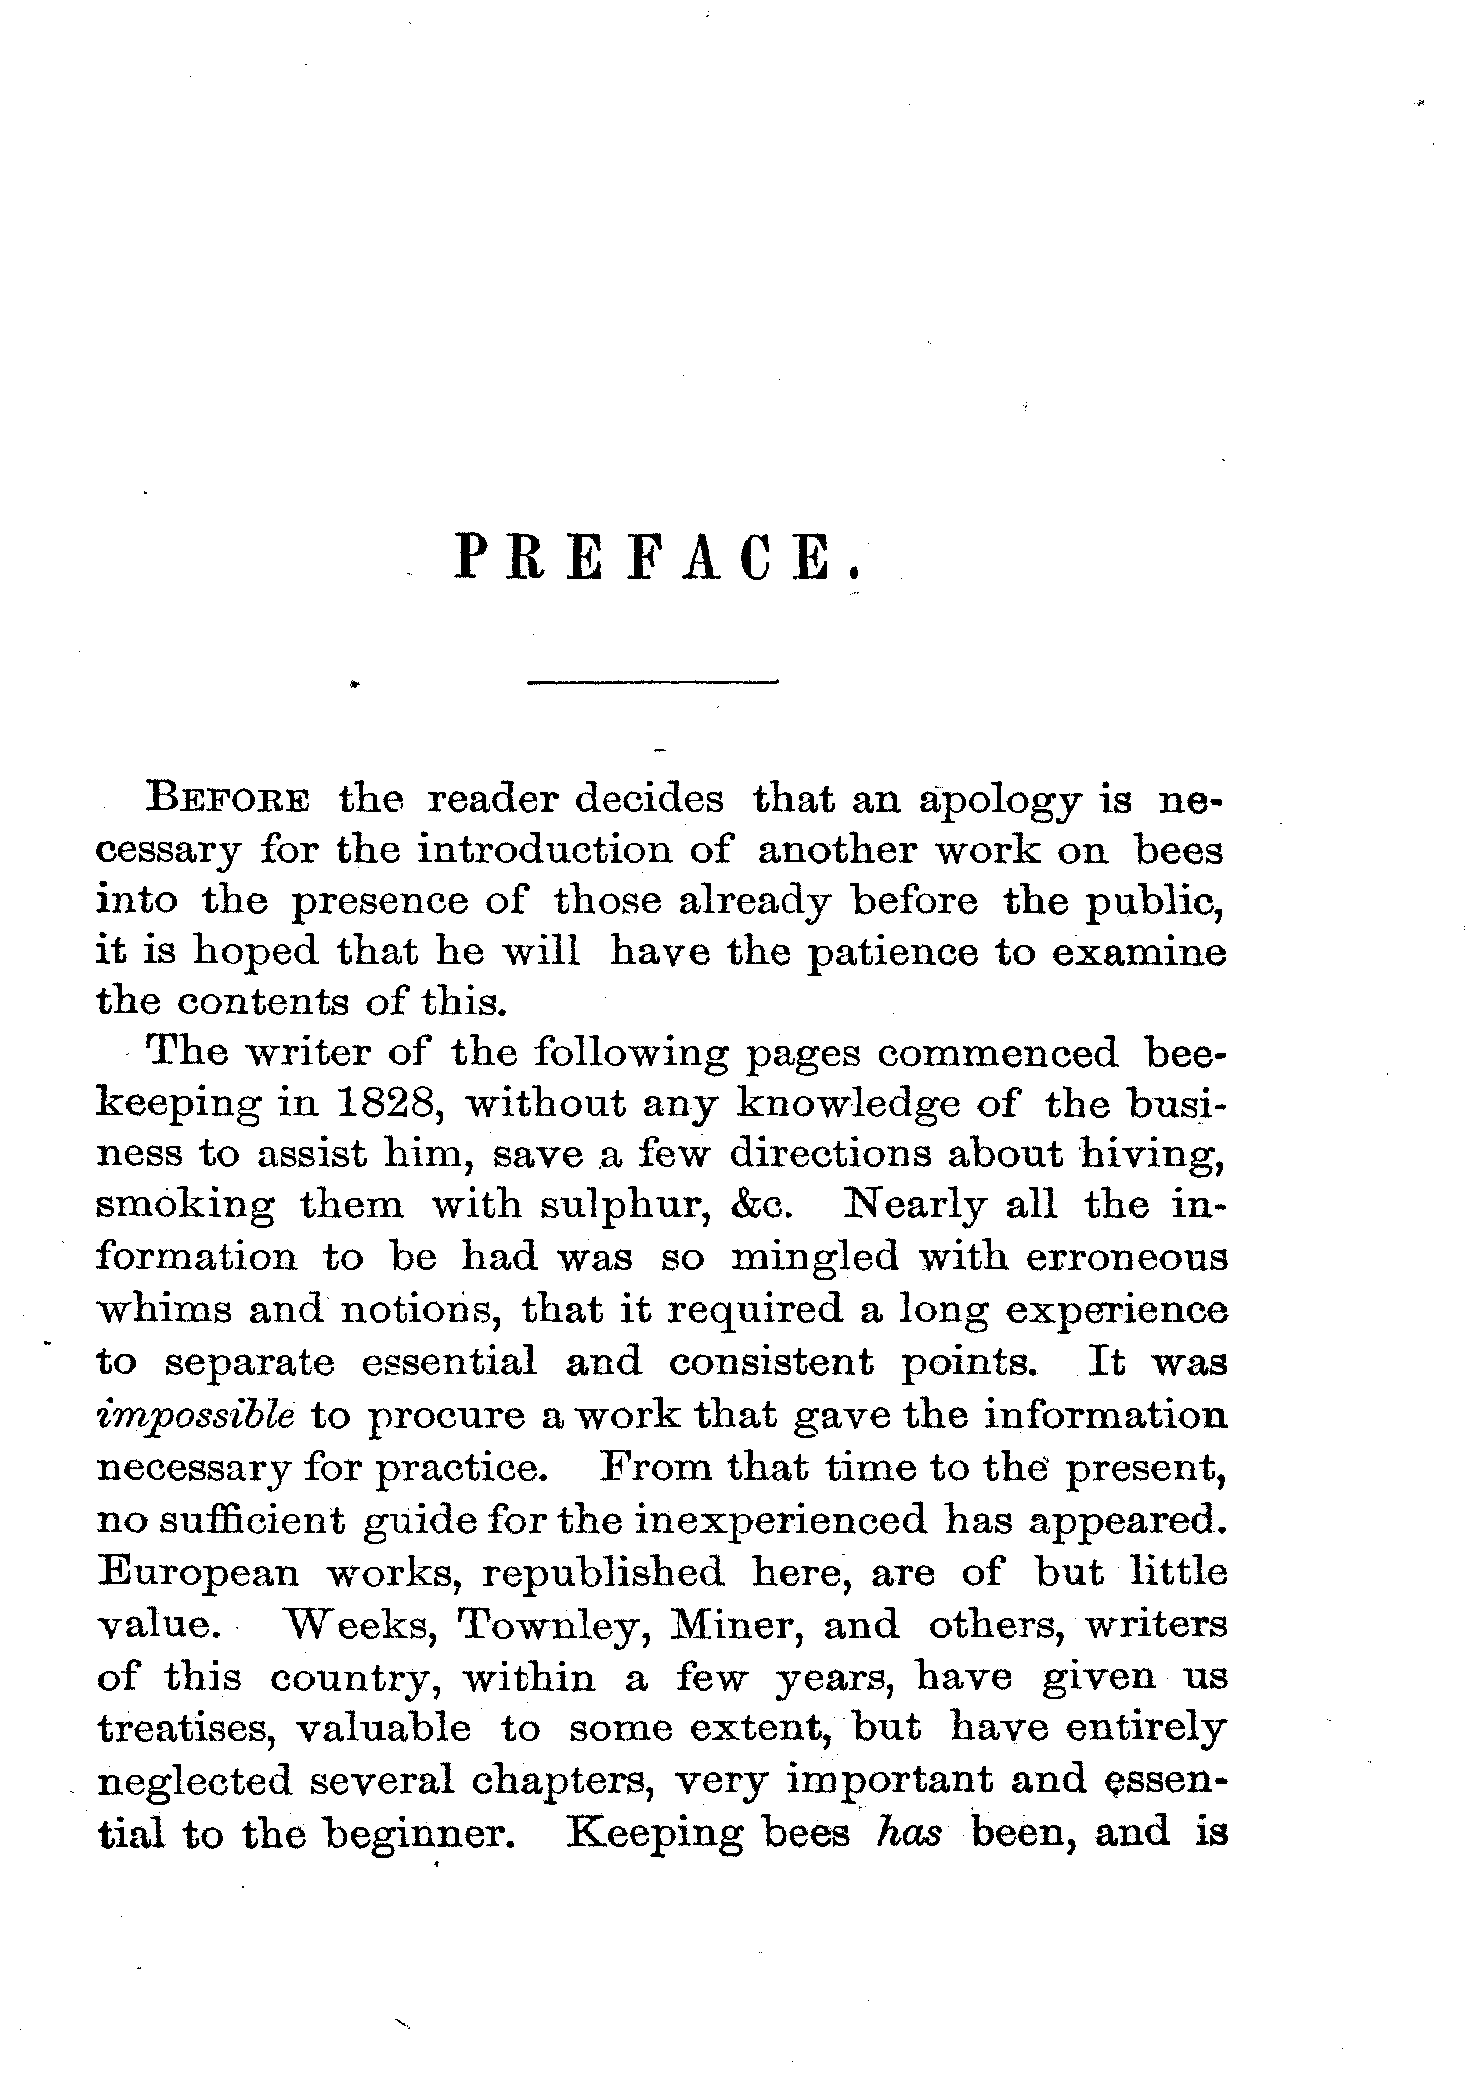 PREFACE.
BEFORE the reader decides that an apology is ne-
cessary for the introduction of another work on bees
into the presence of those already before the public,
it is hoped that he will have the patience to examine
the contents of this.
The writer of the following pages commenced bee-
keeping in 1828, without any knowledge of the busi-
ness to assist him, save a few directions about hiving,
smoking them with sulphur, &c. Nearly all the in-
formation to be had was so mingled with erroneous
whims and notions, that it required a long experience
to separate essential and consistent points. It was
impossible to procure a work that gave the information
necessary for practice. From that time to the present,
no sufficient guide for the inexperienced has appeared.
European works, republished here, are of but little
value. Weeks, Townley, Miner, and others, writers
of this country, within a few years, have given us
treatises, valuable to some extent, but have entirely
neglected several chapters, very important and essen-
tial to the beginner. Keeping bees has been, and is